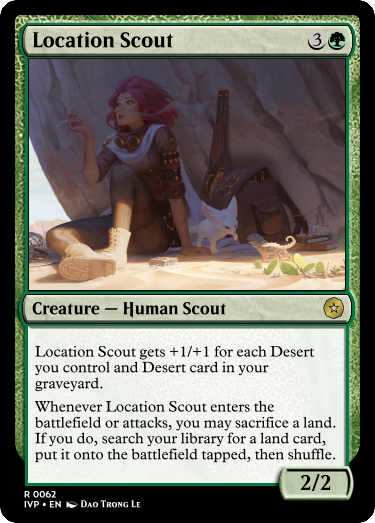 Location Scout 3
Creature — Human Scout
Location Scout gets +1/+1 for each Desert
you control and Desert card in your
graveyard.
Whenever Location Scout enters the
battlefield or attacks, you may sacrifice a land.
If you do, search your library for a land card,
put it onto the battlefield tapped, then shuffle.
2/2
R 0062
IVP • EN Dao Trong Le